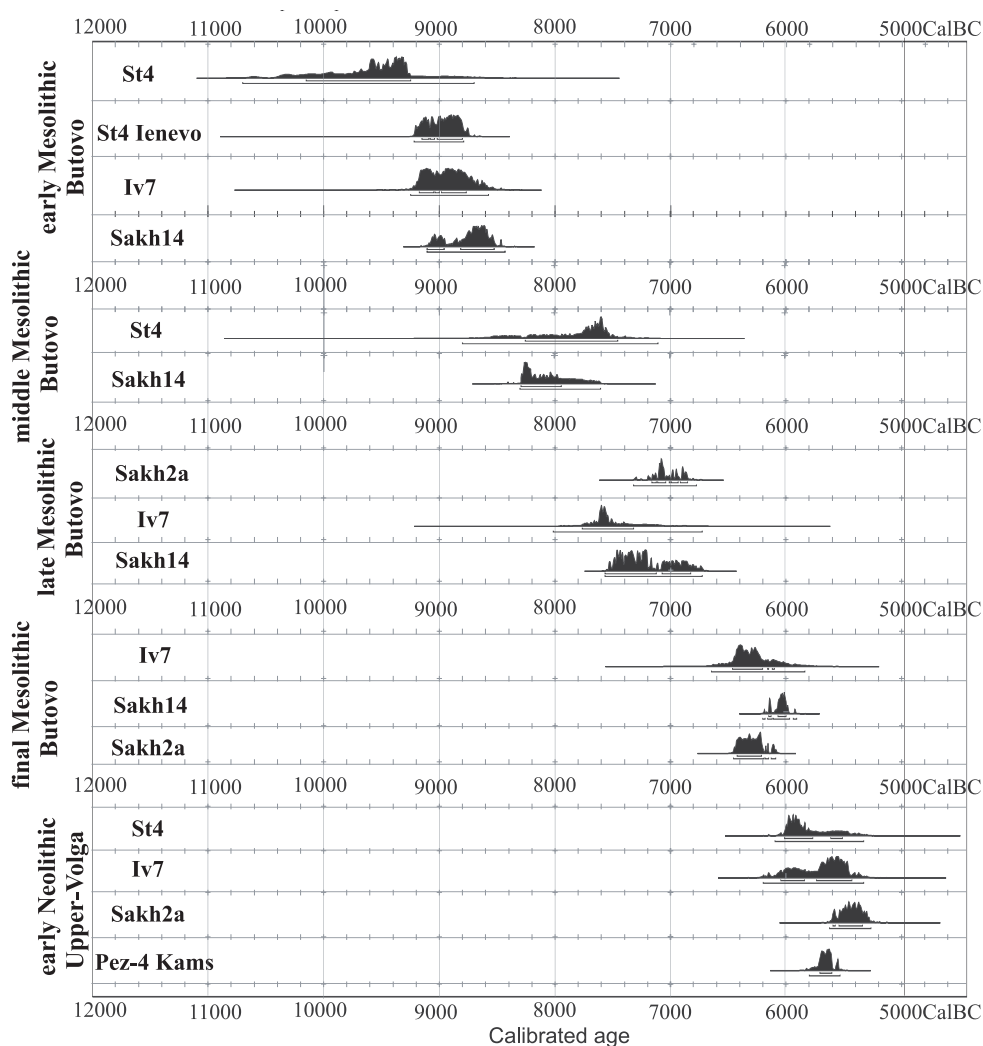 12000 11000 10000 9000 8000 7000 6000 5000CalBC
early Mesolithic
Butovo
St4
St4 Ienevo
Iv7
Sakh14
12000 11000 10000 9000 8000 7000 6000 5000CalBC
middle Mesolithic
Butovo
St4
Sakh14
12000 11000 10000 9000 8000 7000 6000 5000CalBC
late Mesolithic
Butovo
Sakh2a
Iv7
Sakh14
12000 11000 10000 9000 8000 7000 6000 5000CalBC
final Mesolithic
Butovo
Iv7
Sakh14
Sakh2a
12000 11000 10000 9000 8000 7000 6000 5000CalBC
early Neolithic
Upper-Volga
St4
Iv7
Sakh2a
Pez-4 Kams
12000 11000 10000 9000 8000 7000 6000 5000CalBC
Calibrated age